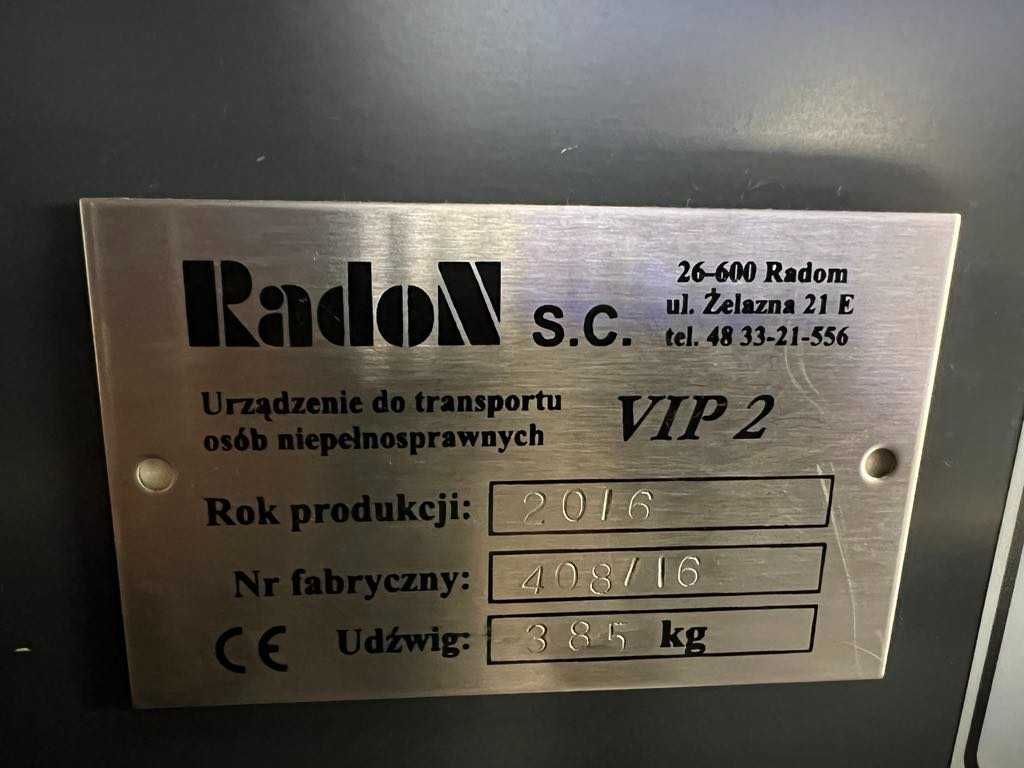 RadoN S.C.
26-600 Radom
ul. Żelazna 21 E
tel. 48 33-21-556
Urządzenie do transportu
osób niepełnosprawnych
VIP 2
Rok produkcji: 2016
Nr fabryczny: 408/16
CE Udźwig: 385 kg